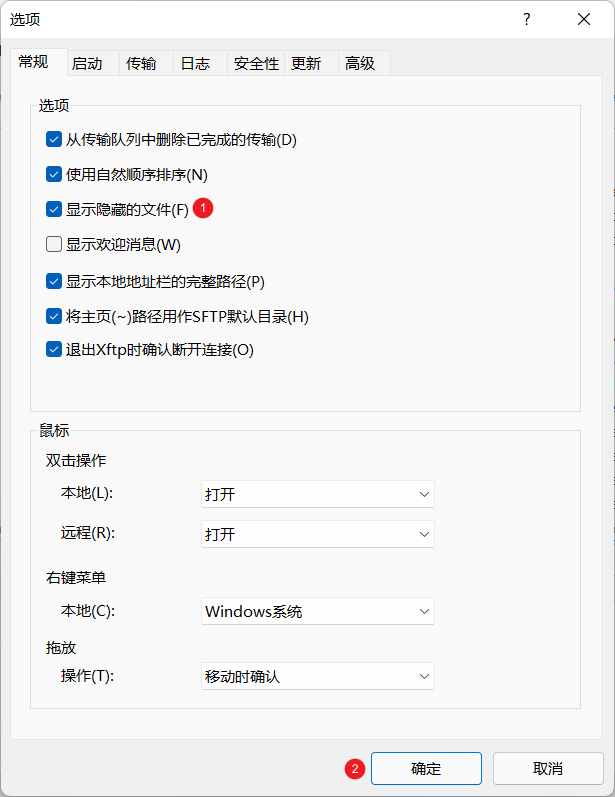 选项
?
常规 启动 传输 日志 安全性 更新 高级
选项
从传输队列中删除已完成的传输(D)
使用自然顺序排序(N)
显示隐藏的文件(F) 1
显示欢迎消息(W)
显示本地地址栏的完整路径(P)
将主页(~)路径用作SFTP默认目录(H)
退出Xftp时确认断开连接(O)
鼠标
双击操作
本地(L): 打开
远程(R): 打开
右键菜单
本地(C): Windows系统
拖放
操作(T): 移动时确认
2 确定 取消